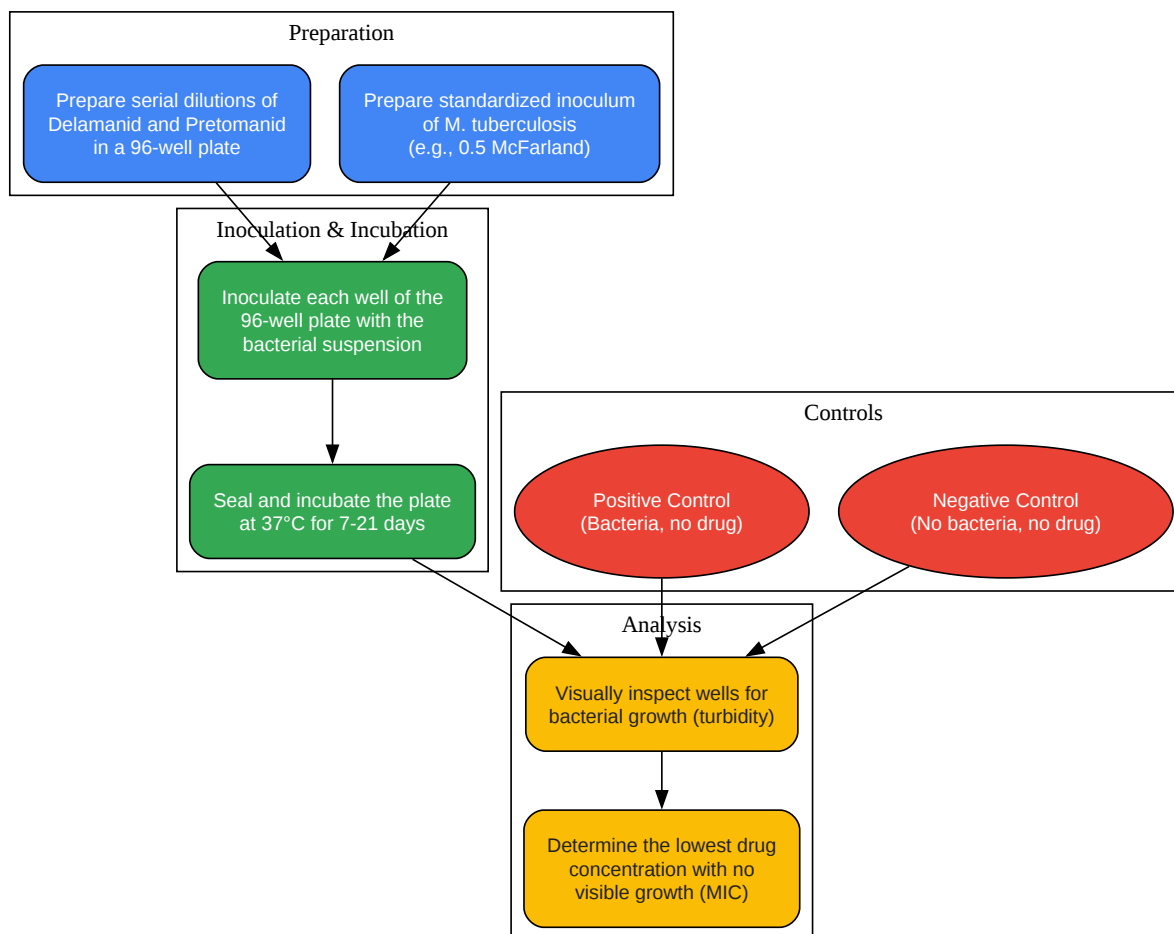 Preparation
Prepare serial dilutions of
Delamanid and Pretomanid
in a 96-well plate
Prepare standardized inoculum
of M. tuberculosis
(e.g., 0.5 McFarland)
Inoculation & Incubation
Inoculate each well of the
96-well plate with the
bacterial suspension
Seal and incubate the plate
at 37°C for 7-21 days
Controls
Positive Control
(Bacteria, no drug)
Negative Control
(No bacteria, no drug)
Analysis
Visually inspect wells for
bacterial growth (turbidity)
Determine the lowest drug
concentration with no
visible growth (MIC)